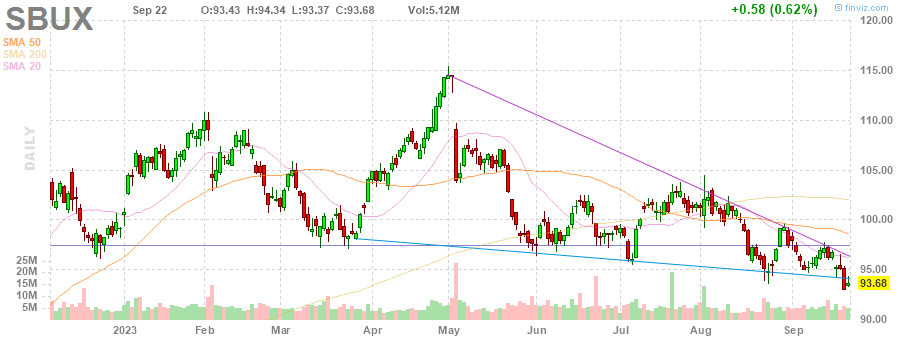 SBUX Sep 22 O:93.43 H:94.34 L:93.37 C:93.68 Vol:5.12M +0.58 (0.62%) © finviz.com
SMA 50
SMA 200
SMA 20
DAILY
120.00
115.00
110.00
105.00
100.00
95.00
93.68
90.00
25M
20M
15M
10M
5M
2023 Feb Mar Apr May Jun Jul Aug Sep